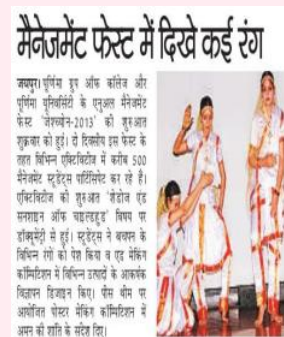 मैनेजमेंट फेस्ट में दिखे कई रंग
जयपुर। पूर्णिमा ग्रुप ऑफ कॉलेज और
पूर्णिमा यूनिवर्सिटी के एनुअल मैनेजमेंट
फेस्ट 'जेश्च्योन-2013' की शुरुआत
शुक्रवार को हुई। दो दिवसीय इस फेस्ट के
तहत विभिन्न एक्टिविटीज में करीब 500
मैनेजमेंट स्टूडेंट्स पार्टिसिपेट कर रहे हैं।
एक्टिविटीज की शुरुआत 'शेडोज एंड
सनशाइन ऑफ चाइल्डहुड' विषय पर
डॉक्यूमेंट्री से हुई। स्टूडेंट्स ने बचपन के
विभिन्न रंगों को पेश किया व एड मेकिंग
कॉम्पिटिशन में विभिन्न उत्पादों के आकर्षक
विज्ञापन डिजाइन किए। पीस थीम पर
आयोजित पोस्टर मेकिंग कॉम्पिटिशन में
अमन की शांति के संदेश दिए।